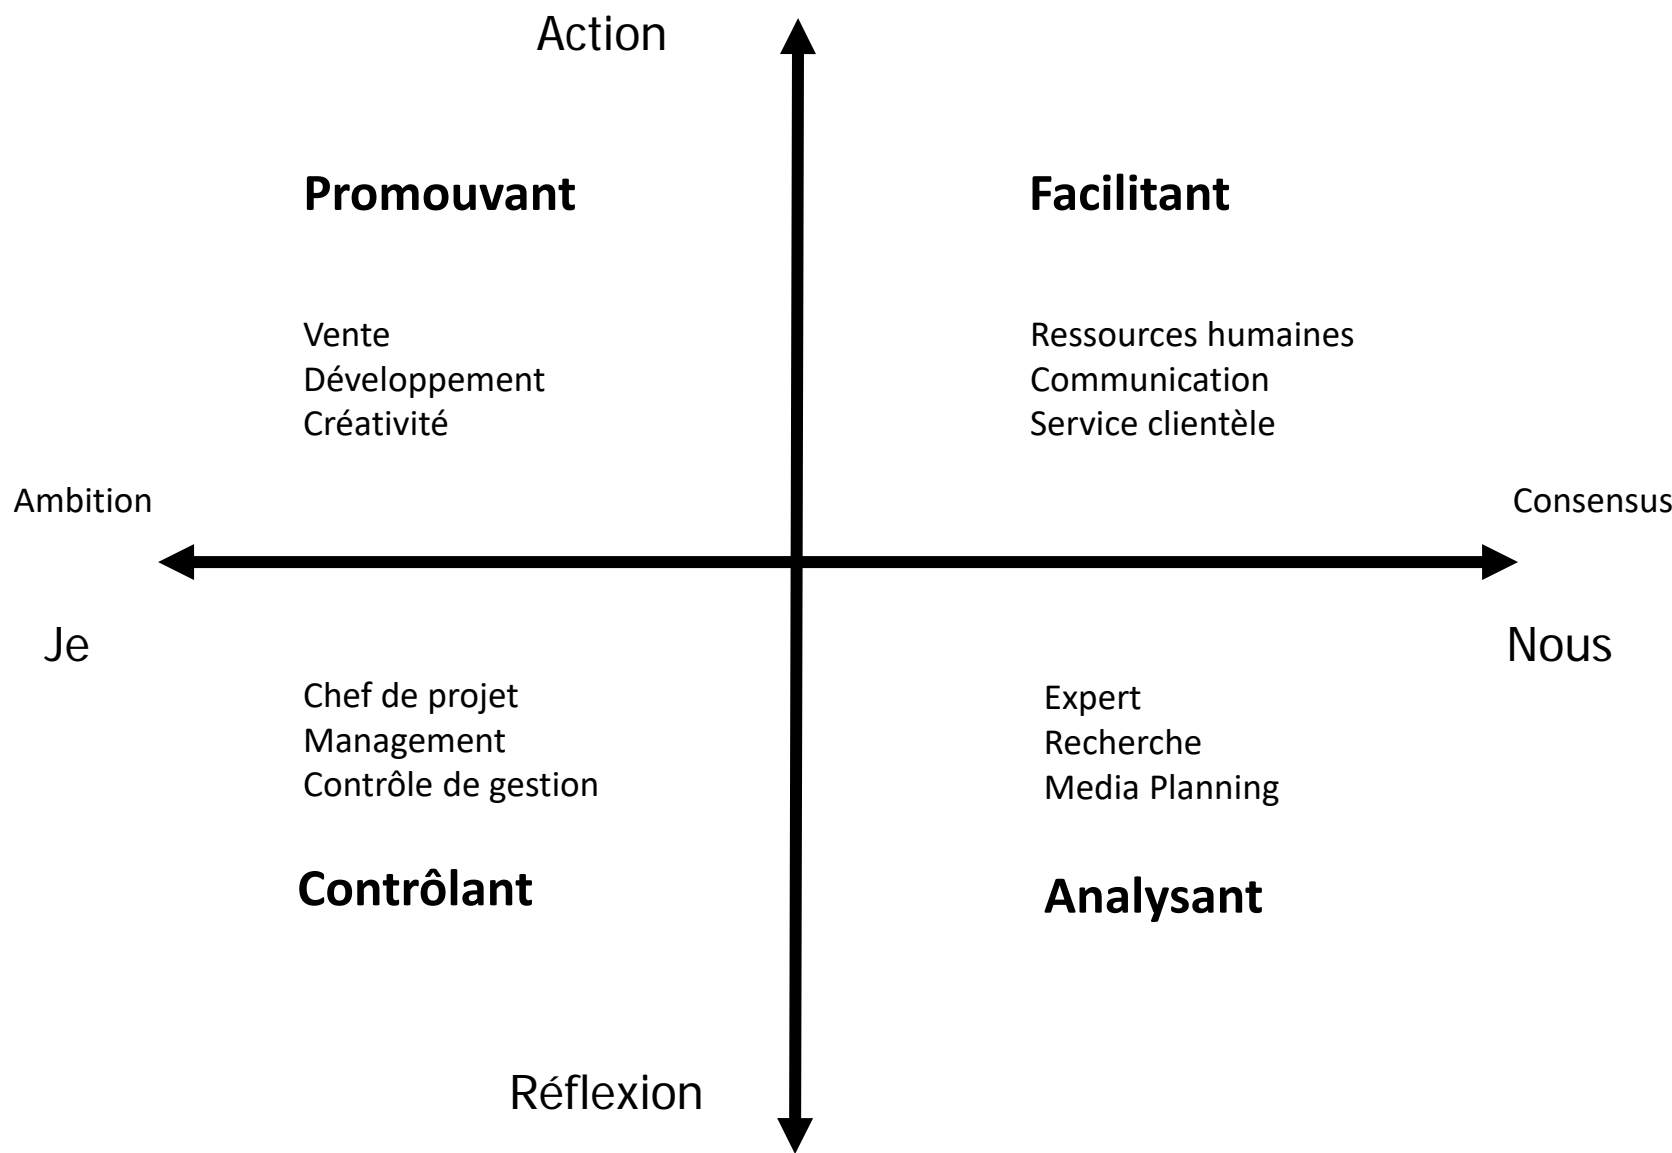 Action
Promouvant
Facilitant
Vente
Développement
Créativité
Ressources humaines
Communication
Service clientèle
Ambition
Consensus
Je
Nous
Chef de projet
Management
Contrôle de gestion
Expert
Recherche
Media Planning
Contrôlant
Analysant
Réflexion